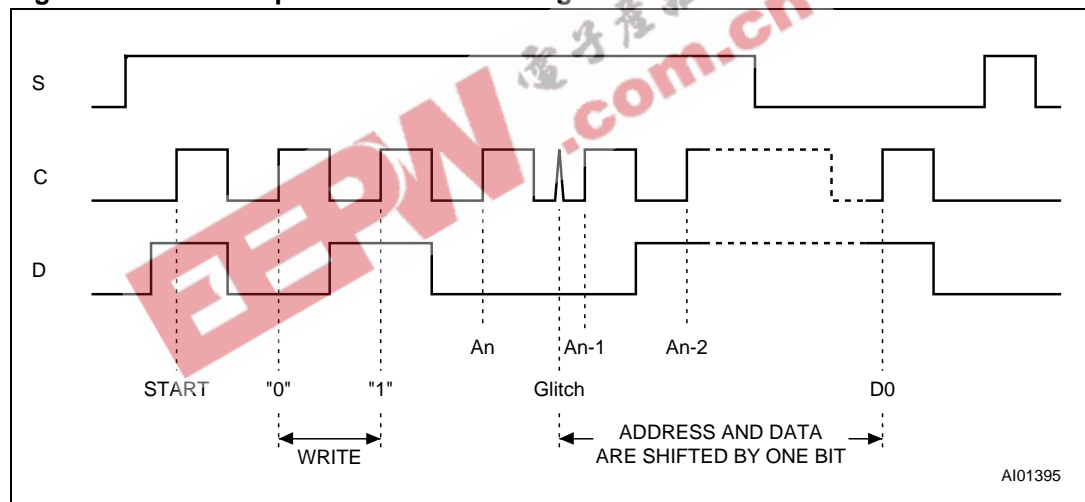 S
C
D
An An-1 An-2
START "0" "1" Glitch D0
WRITE
ADDRESS AND DATA
ARE SHIFTED BY ONE BIT
AI01395
EEPW .com.cn